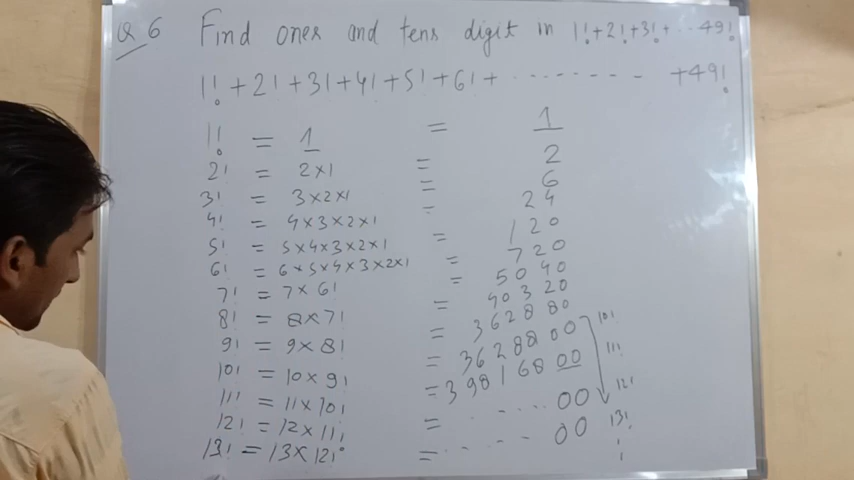 Q 6 Find ones and tens digit in 1!+2!+3!+ ·· 49!
1! + 2! + 3! + 4! + 5! + 6! + ········ + 49!
1! = 1 = 1
2! = 2×1 = 2
3! = 3×2×1 = 6
4! = 4×3×2×1 = 24
5! = 5×4×3×2×1 = 120
6! = 6×5×4×3×2×1 = 720
7! = 7×6! = 5040
8! = 8×7! = 40320
9! = 9×8! = 362880
10! = 10×9! = 3628800 10!
11! = 11×10! = 39816800 11!
12! = 12×11! = ····00 12!
13! = 13×12! = ····00 13!